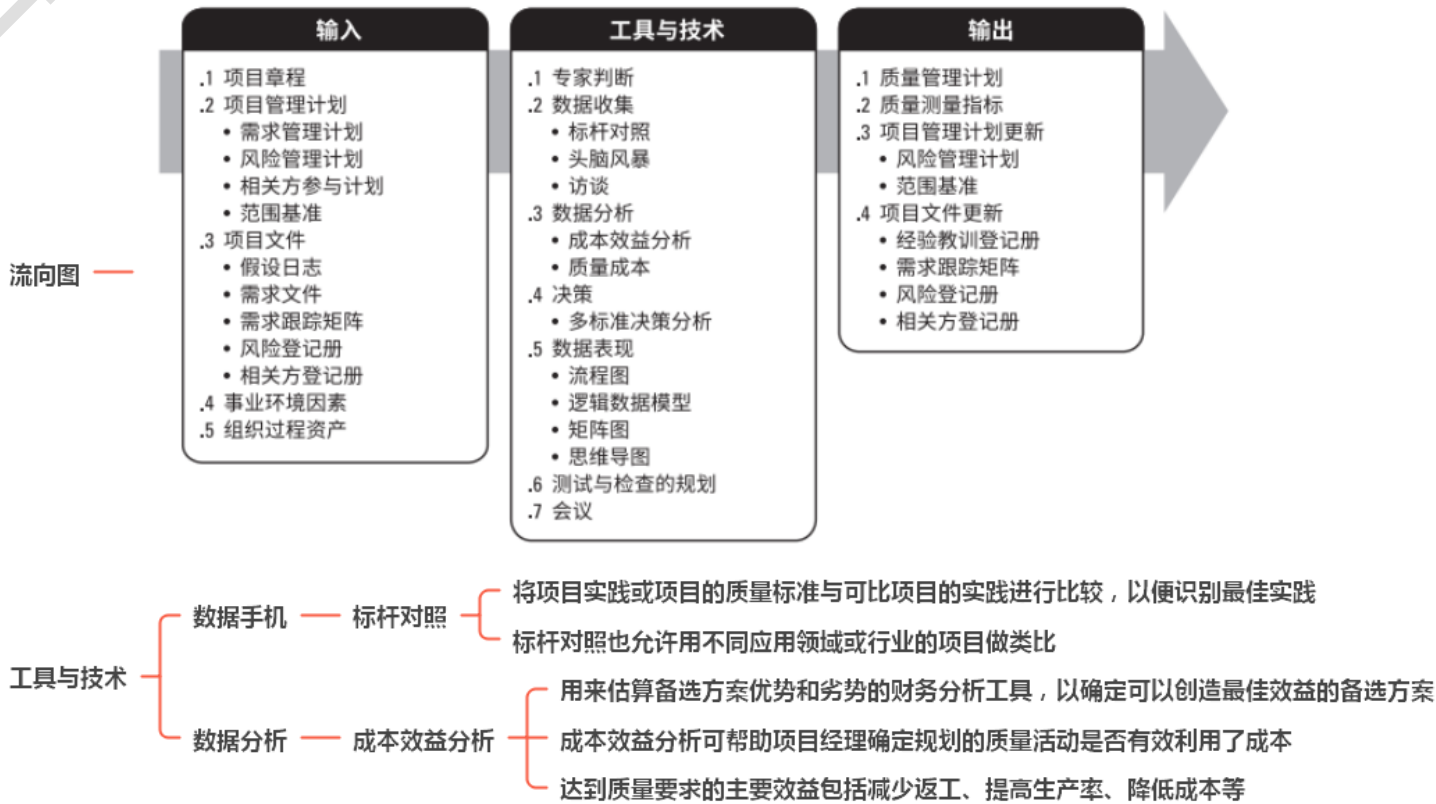 输入
.1 项目章程
.2 项目管理计划
• 需求管理计划
• 风险管理计划
• 相关方参与计划
• 范围基准
.3 项目文件
• 假设日志
• 需求文件
• 需求跟踪矩阵
• 风险登记册
• 相关方登记册
.4 事业环境因素
.5 组织过程资产
工具与技术
.1 专家判断
.2 数据收集
• 标杆对照
• 头脑风暴
• 访谈
.3 数据分析
• 成本效益分析
• 质量成本
.4 决策
• 多标准决策分析
.5 数据表现
• 流程图
• 逻辑数据模型
• 矩阵图
• 思维导图
.6 测试与检查的规划
.7 会议
输出
.1 质量管理计划
.2 质量测量指标
.3 项目管理计划更新
• 风险管理计划
• 范围基准
.4 项目文件更新
• 经验教训登记册
• 需求跟踪矩阵
• 风险登记册
• 相关方登记册
流向图
工具与技术
数据手机
标杆对照
将项目实践或项目的质量标准与可比项目的实践进行比较，以便识别最佳实践
标杆对照也允许用不同应用领域或行业的项目做类比
数据分析
成本效益分析
用来估算备选方案优势和劣势的财务分析工具，以确定可以创造最佳效益的备选方案
成本效益分析可帮助项目经理确定规划的质量活动是否有效利用了成本
达到质量要求的主要效益包括减少返工、提高生产率、降低成本等